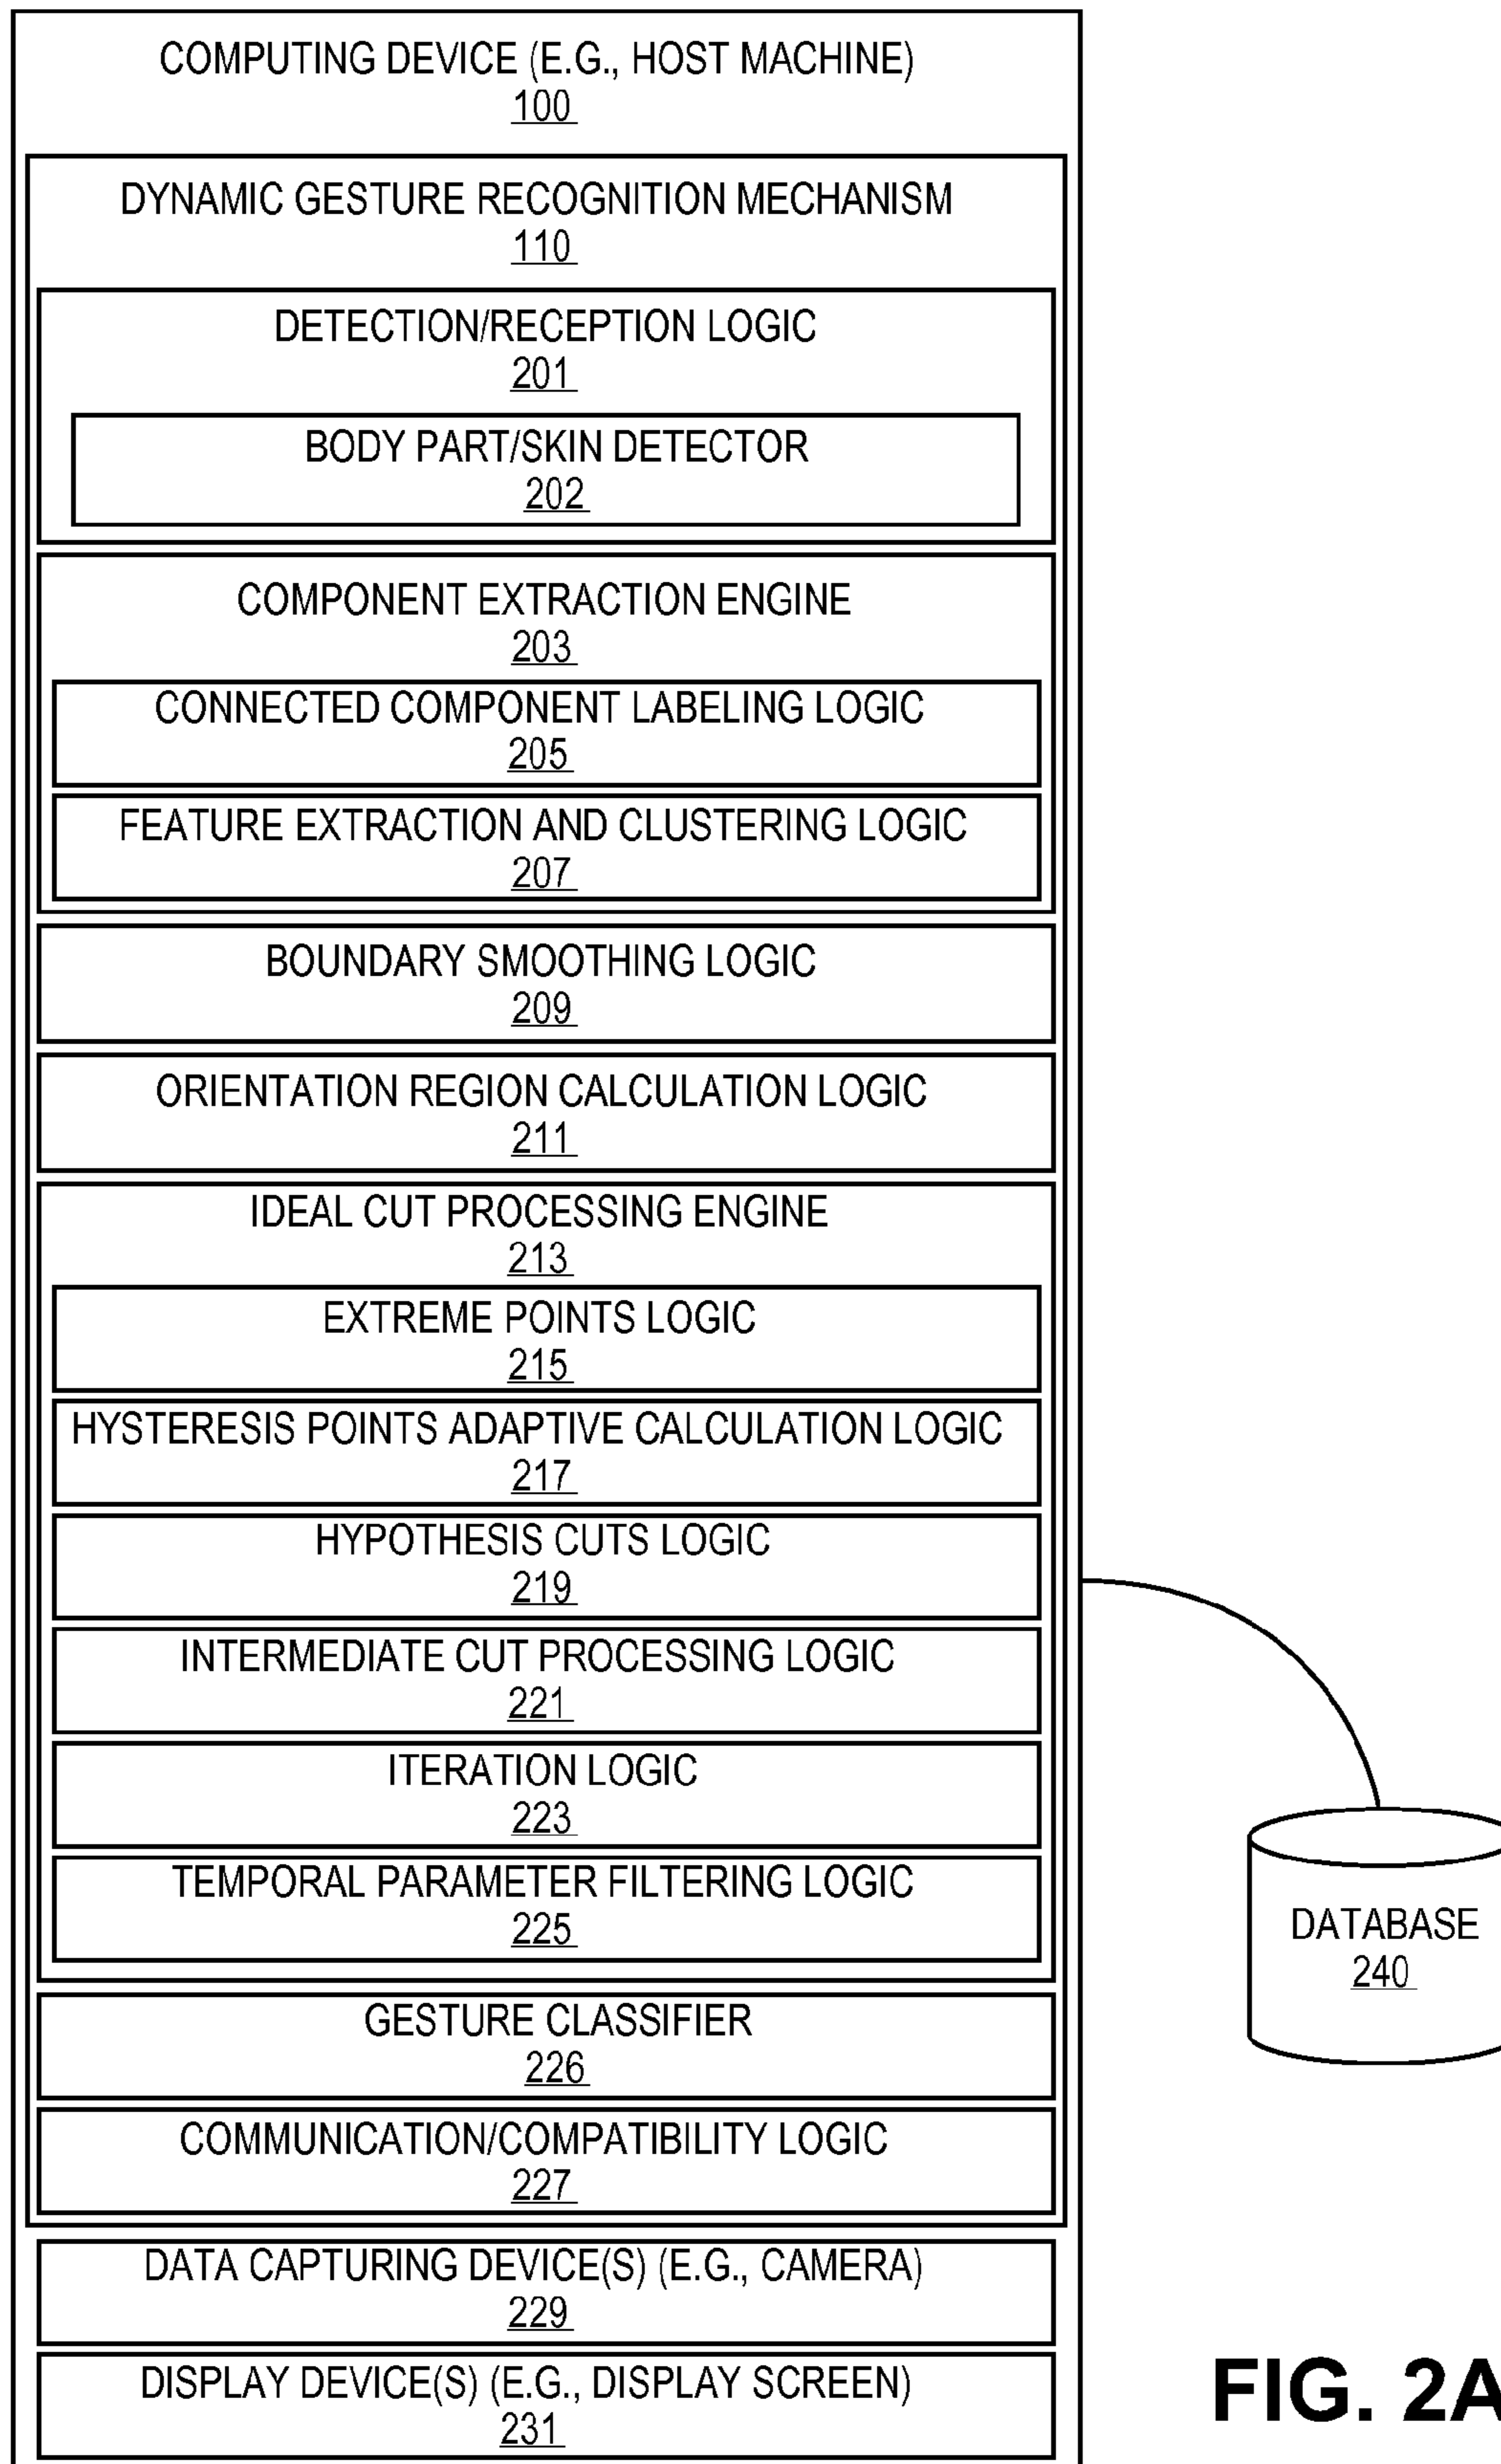 COMPUTING DEVICE (E.G., HOST MACHINE)
100
DYNAMIC GESTURE RECOGNITION MECHANISM
110
DETECTION/RECEPTION LOGIC
201
BODY PART/SKIN DETECTOR
202
COMPONENT EXTRACTION ENGINE
203
CONNECTED COMPONENT LABELING LOGIC
205
FEATURE EXTRACTION AND CLUSTERING LOGIC
207
BOUNDARY SMOOTHING LOGIC
209
ORIENTATION REGION CALCULATION LOGIC
211
IDEAL CUT PROCESSING ENGINE
213
EXTREME POINTS LOGIC
215
HYSTERESIS POINTS ADAPTIVE CALCULATION LOGIC
217
HYPOTHESIS CUTS LOGIC
219
INTERMEDIATE CUT PROCESSING LOGIC
221
ITERATION LOGIC
223
TEMPORAL PARAMETER FILTERING LOGIC
225
GESTURE CLASSIFIER
226
COMMUNICATION/COMPATIBILITY LOGIC
227
DATA CAPTURING DEVICE(S) (E.G., CAMERA)
229
DISPLAY DEVICE(S) (E.G., DISPLAY SCREEN)
231
DATABASE
240
FIG. 2A